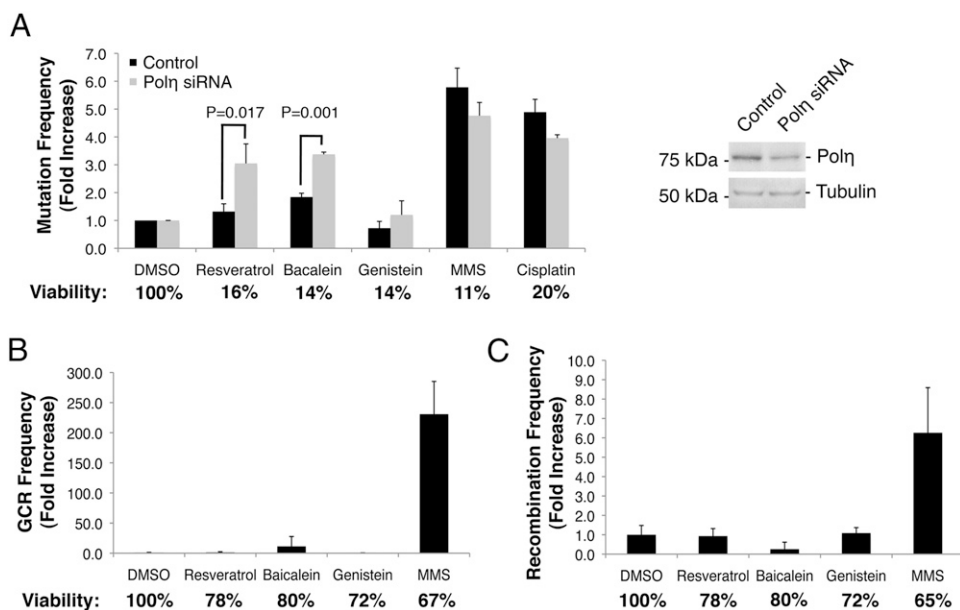 A
Mutation Frequency
(Fold Increase)
7.0
6.0
5.0
4.0
3.0
2.0
1.0
0.0
Control
Polη siRNA
P=0.017
P=0.001
DMSO Resveratrol Bacalein Genistein MMS Cisplatin
Viability: 100% 16% 14% 14% 11% 20%
Control
Polη siRNA
75 kDa - - Polη
50 kDa - - Tubulin
B
GCR Frequency
(Fold Increase)
300.0
250.0
200.0
150.0
100.0
50.0
0.0
DMSO Resveratrol Baicalein Genistein MMS
Viability: 100% 78% 80% 72% 67%
C
Recombination Frequency
(Fold Increase)
10.0
9.0
8.0
7.0
6.0
5.0
4.0
3.0
2.0
1.0
0.0
DMSO Resveratrol Baicalein Genistein MMS
100% 78% 80% 72% 65%